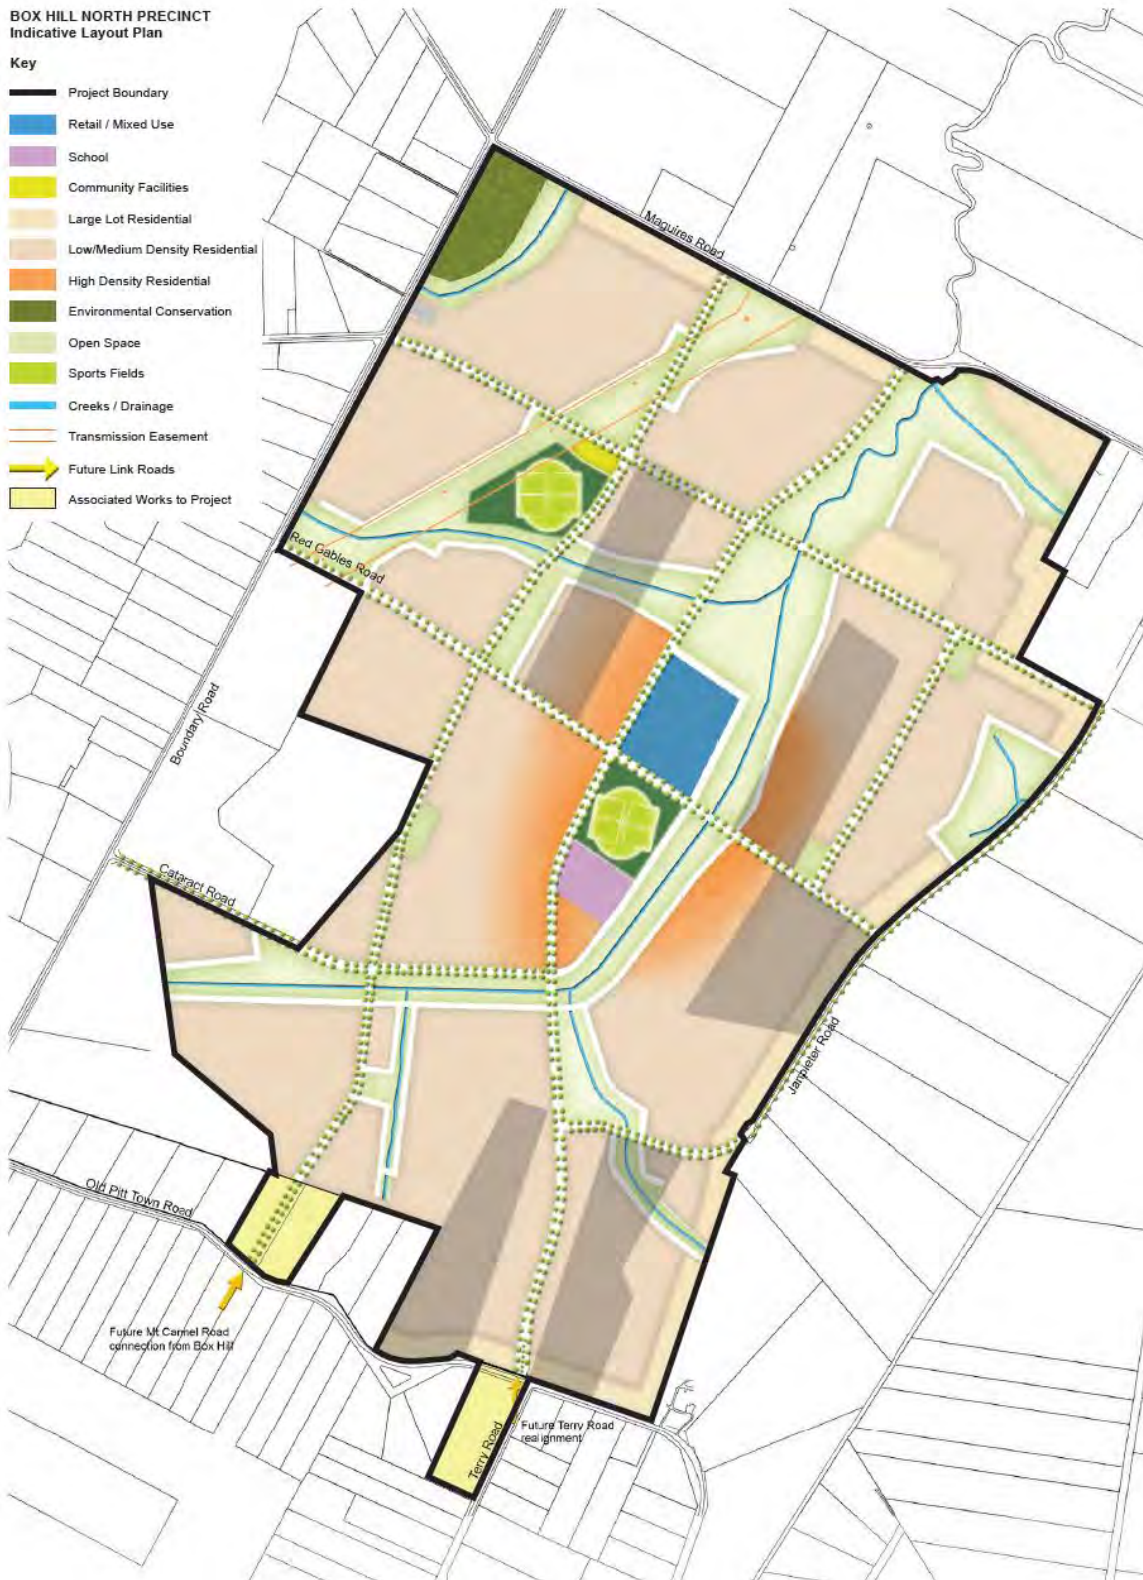 BOX HILL NORTH PRECINCT
Indicative Layout Plan
Key
Project Boundary
Retail / Mixed Use
School
Community Facilities
Large Lot Residential
Low/Medium Density Residential
High Density Residential
Environmental Conservation
Open Space
Sports Fields
Creeks / Drainage
Transmission Easement
Future Link Roads
Associated Works to Project
Maguires Road
Red Gables Road
Boundary Road
Cataract Road
Janpieter Road
Old Pitt Town Road
Future Mt Carmel Road
connection from Box Hill
Terry Road
Future Terry Road
realignment